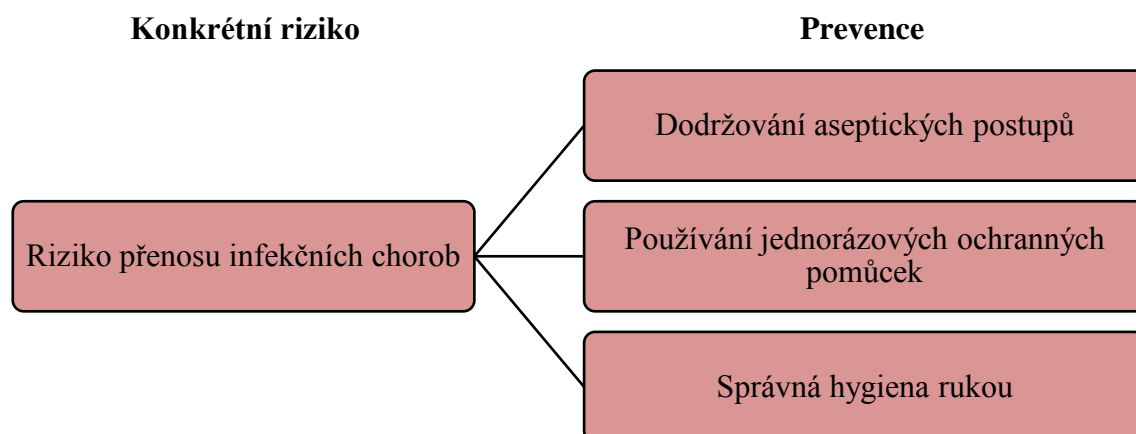 Konkrétní riziko
Prevence
Dodržování aseptických postupů
Riziko přenosu infekčních chorob
Používání jednorázových ochranných
pomůcek
Správná hygiena rukou